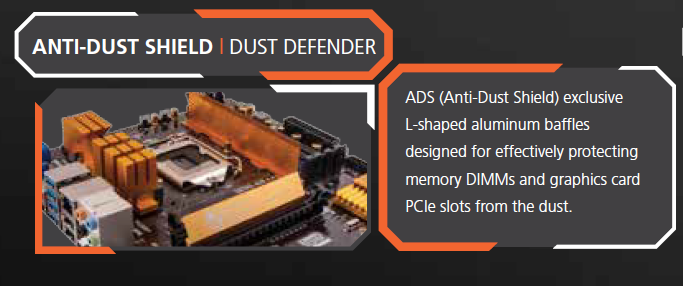 ANTI-DUST SHIELD | DUST DEFENDER
ADS (Anti-Dust Shield) exclusive
L-shaped aluminum baffles
designed for effectively protecting
memory DIMMs and graphics card
PCIe slots from the dust.